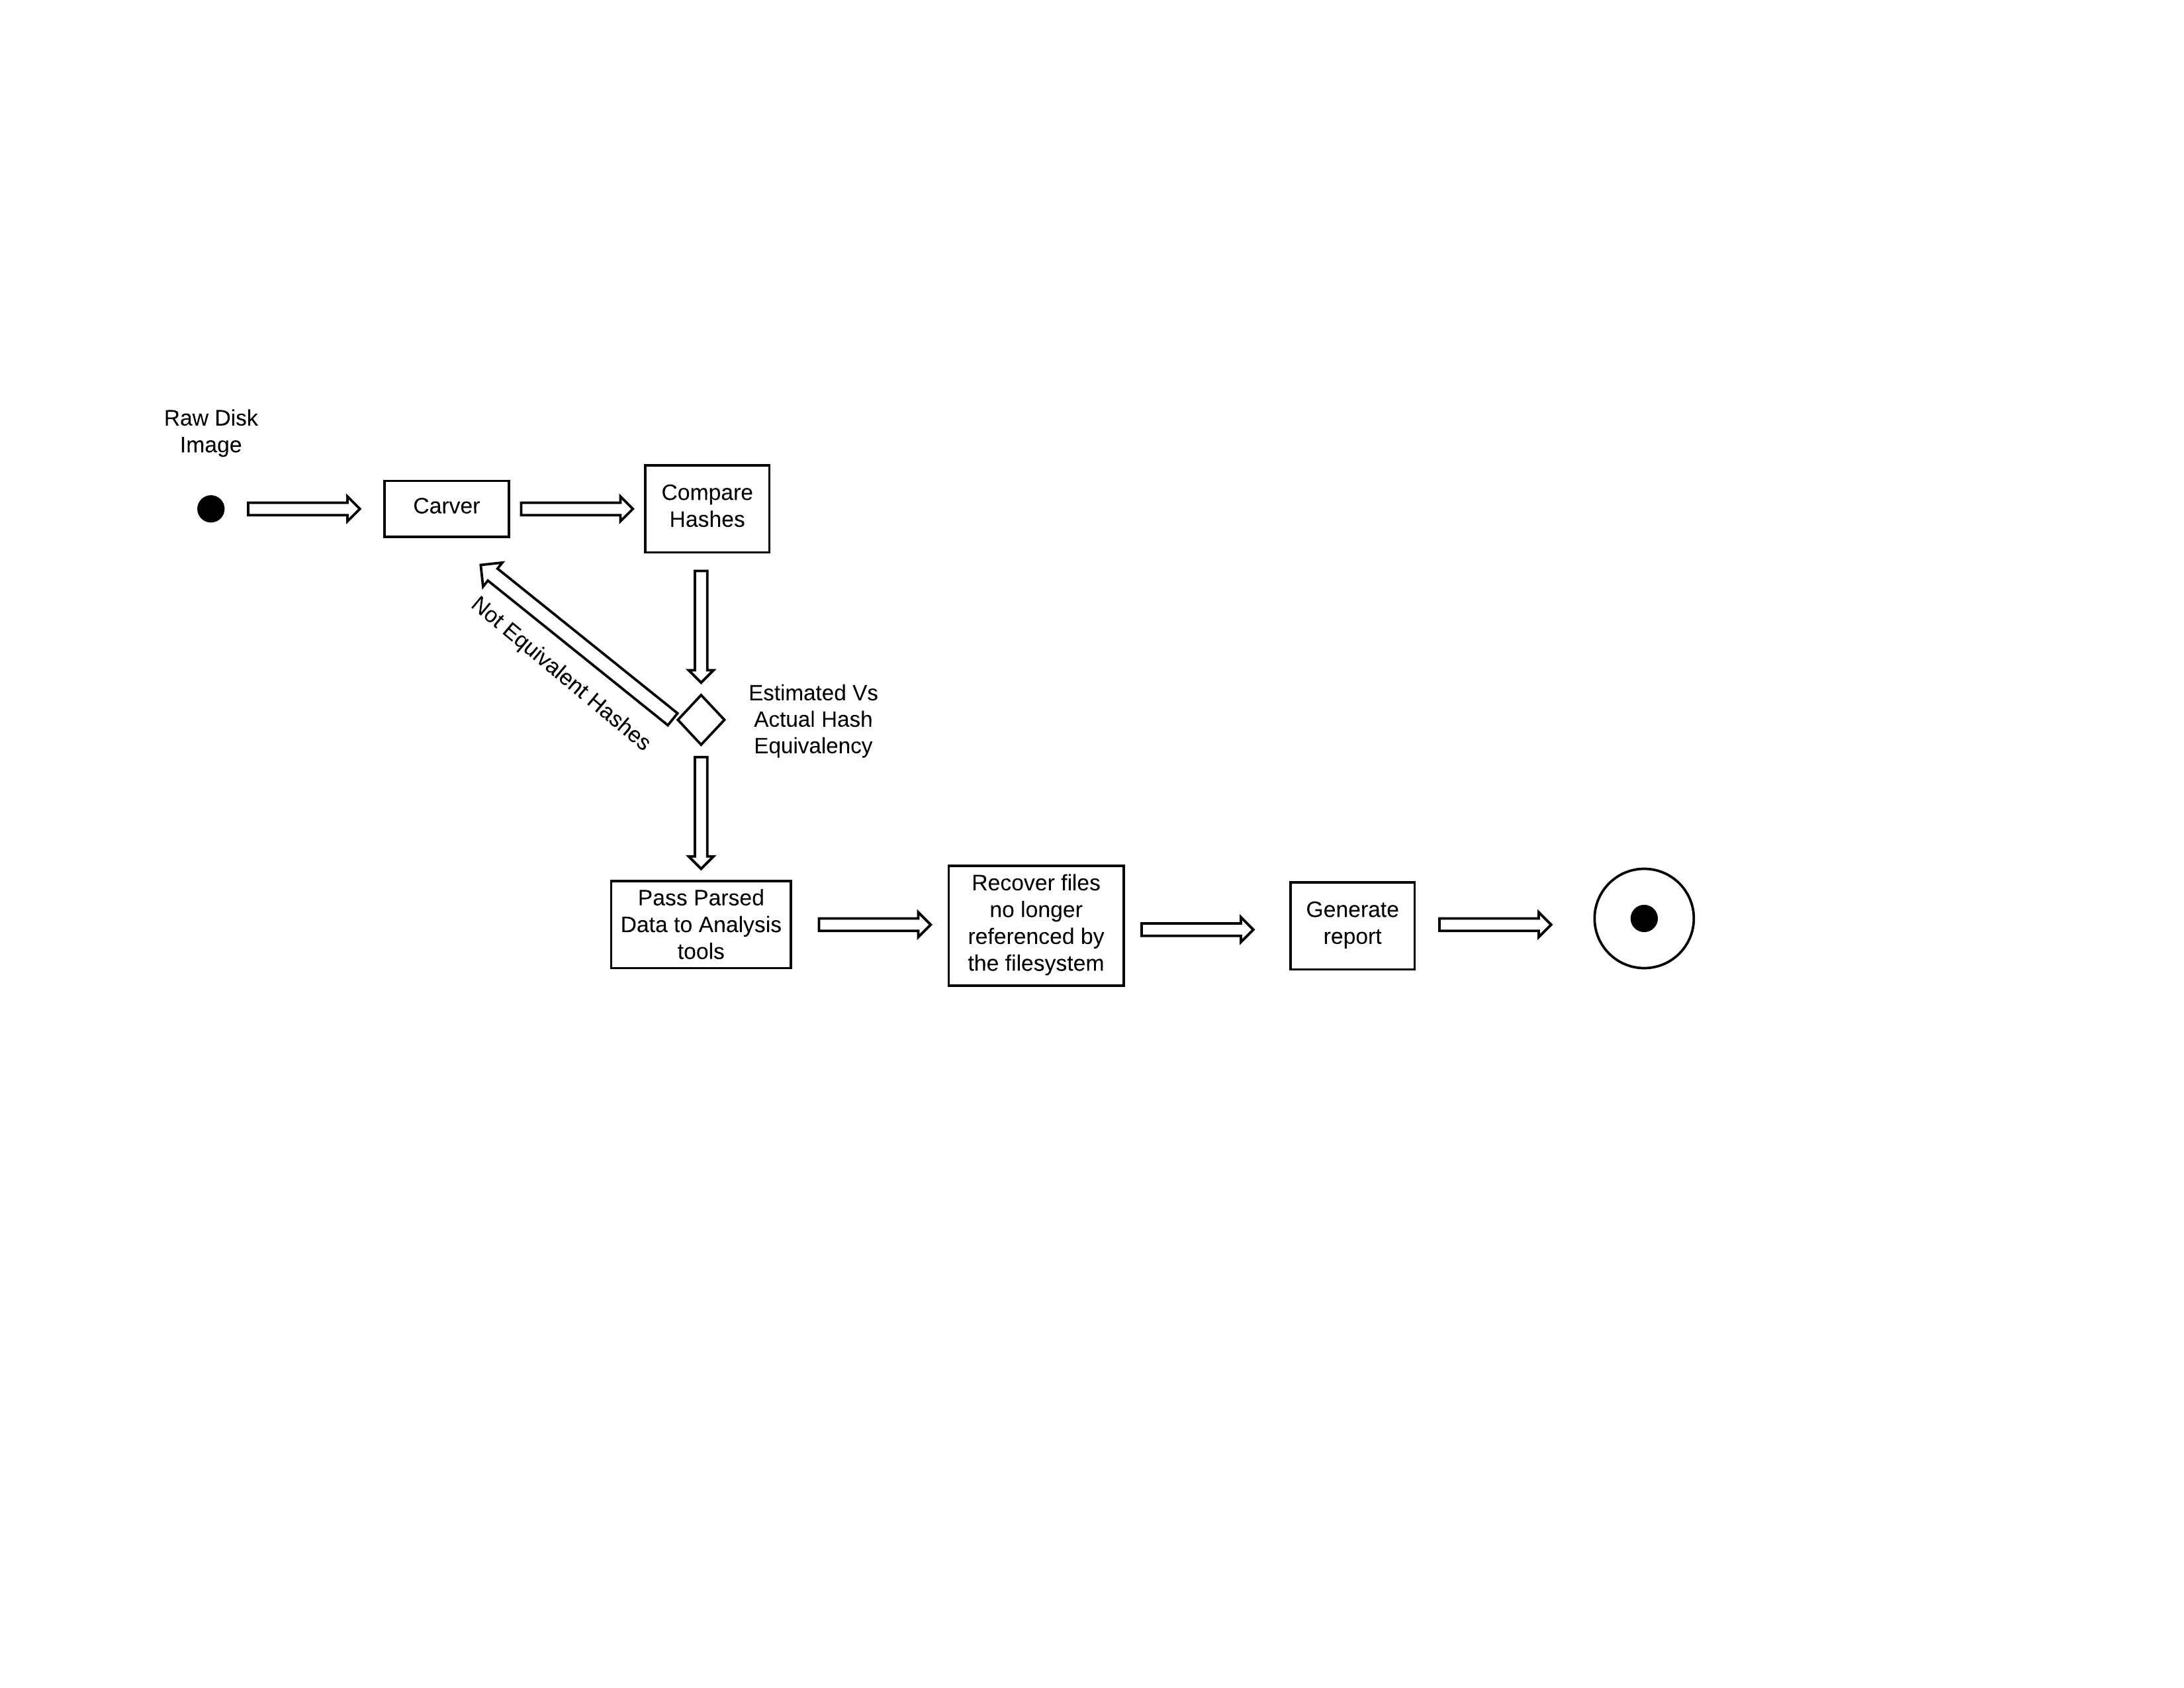 Raw Disk
Image
Carver
Compare
Hashes
Not Equivalent Hashes
Estimated Vs
Actual Hash
Equivalency
Pass Parsed
Data to Analysis
tools
Recover files
no longer
referenced by
the filesystem
Generate
report